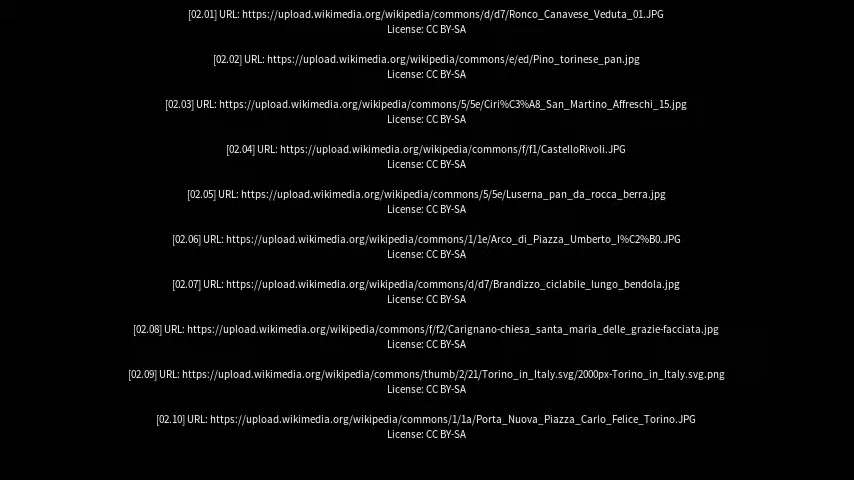 [02.01] URL: https://upload.wikimedia.org/wikipedia/commons/d/d7/Ronco_Canavese_Veduta_01.JPG
License: CC BY-SA
[02.02] URL: https://upload.wikimedia.org/wikipedia/commons/e/ed/Pino_torinese_pan.jpg
License: CC BY-SA
[02.03] URL: https://upload.wikimedia.org/wikipedia/commons/5/5e/Ciri%C3%A8_San_Martino_Affreschi_15.jpg
License: CC BY-SA
[02.04] URL: https://upload.wikimedia.org/wikipedia/commons/f/f1/CastelloRivoli.JPG
License: CC BY-SA
[02.05] URL: https://upload.wikimedia.org/wikipedia/commons/5/5e/Luserna_pan_da_rocca_berra.jpg
License: CC BY-SA
[02.06] URL: https://upload.wikimedia.org/wikipedia/commons/1/1e/Arco_di_Piazza_Umberto_I%C2%B0.JPG
License: CC BY-SA
[02.07] URL: https://upload.wikimedia.org/wikipedia/commons/d/d7/Brandizzo_ciclabile_lungo_bendola.jpg
License: CC BY-SA
[02.08] URL: https://upload.wikimedia.org/wikipedia/commons/f/f2/Carignano-chiesa_santa_maria_delle_grazie-facciata.jpg
License: CC BY-SA
[02.09] URL: https://upload.wikimedia.org/wikipedia/commons/thumb/2/21/Torino_in_Italy.svg/2000px-Torino_in_Italy.svg.png
License: CC BY-SA
[02.10] URL: https://upload.wikimedia.org/wikipedia/commons/1/1a/Porta_Nuova_Piazza_Carlo_Felice_Torino.JPG
License: CC BY-SA